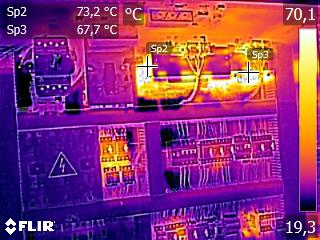 Sp2 73,2 °C °C 70,1
Sp3 67,7 °C
Sp2
Sp3
FLIR 19,3